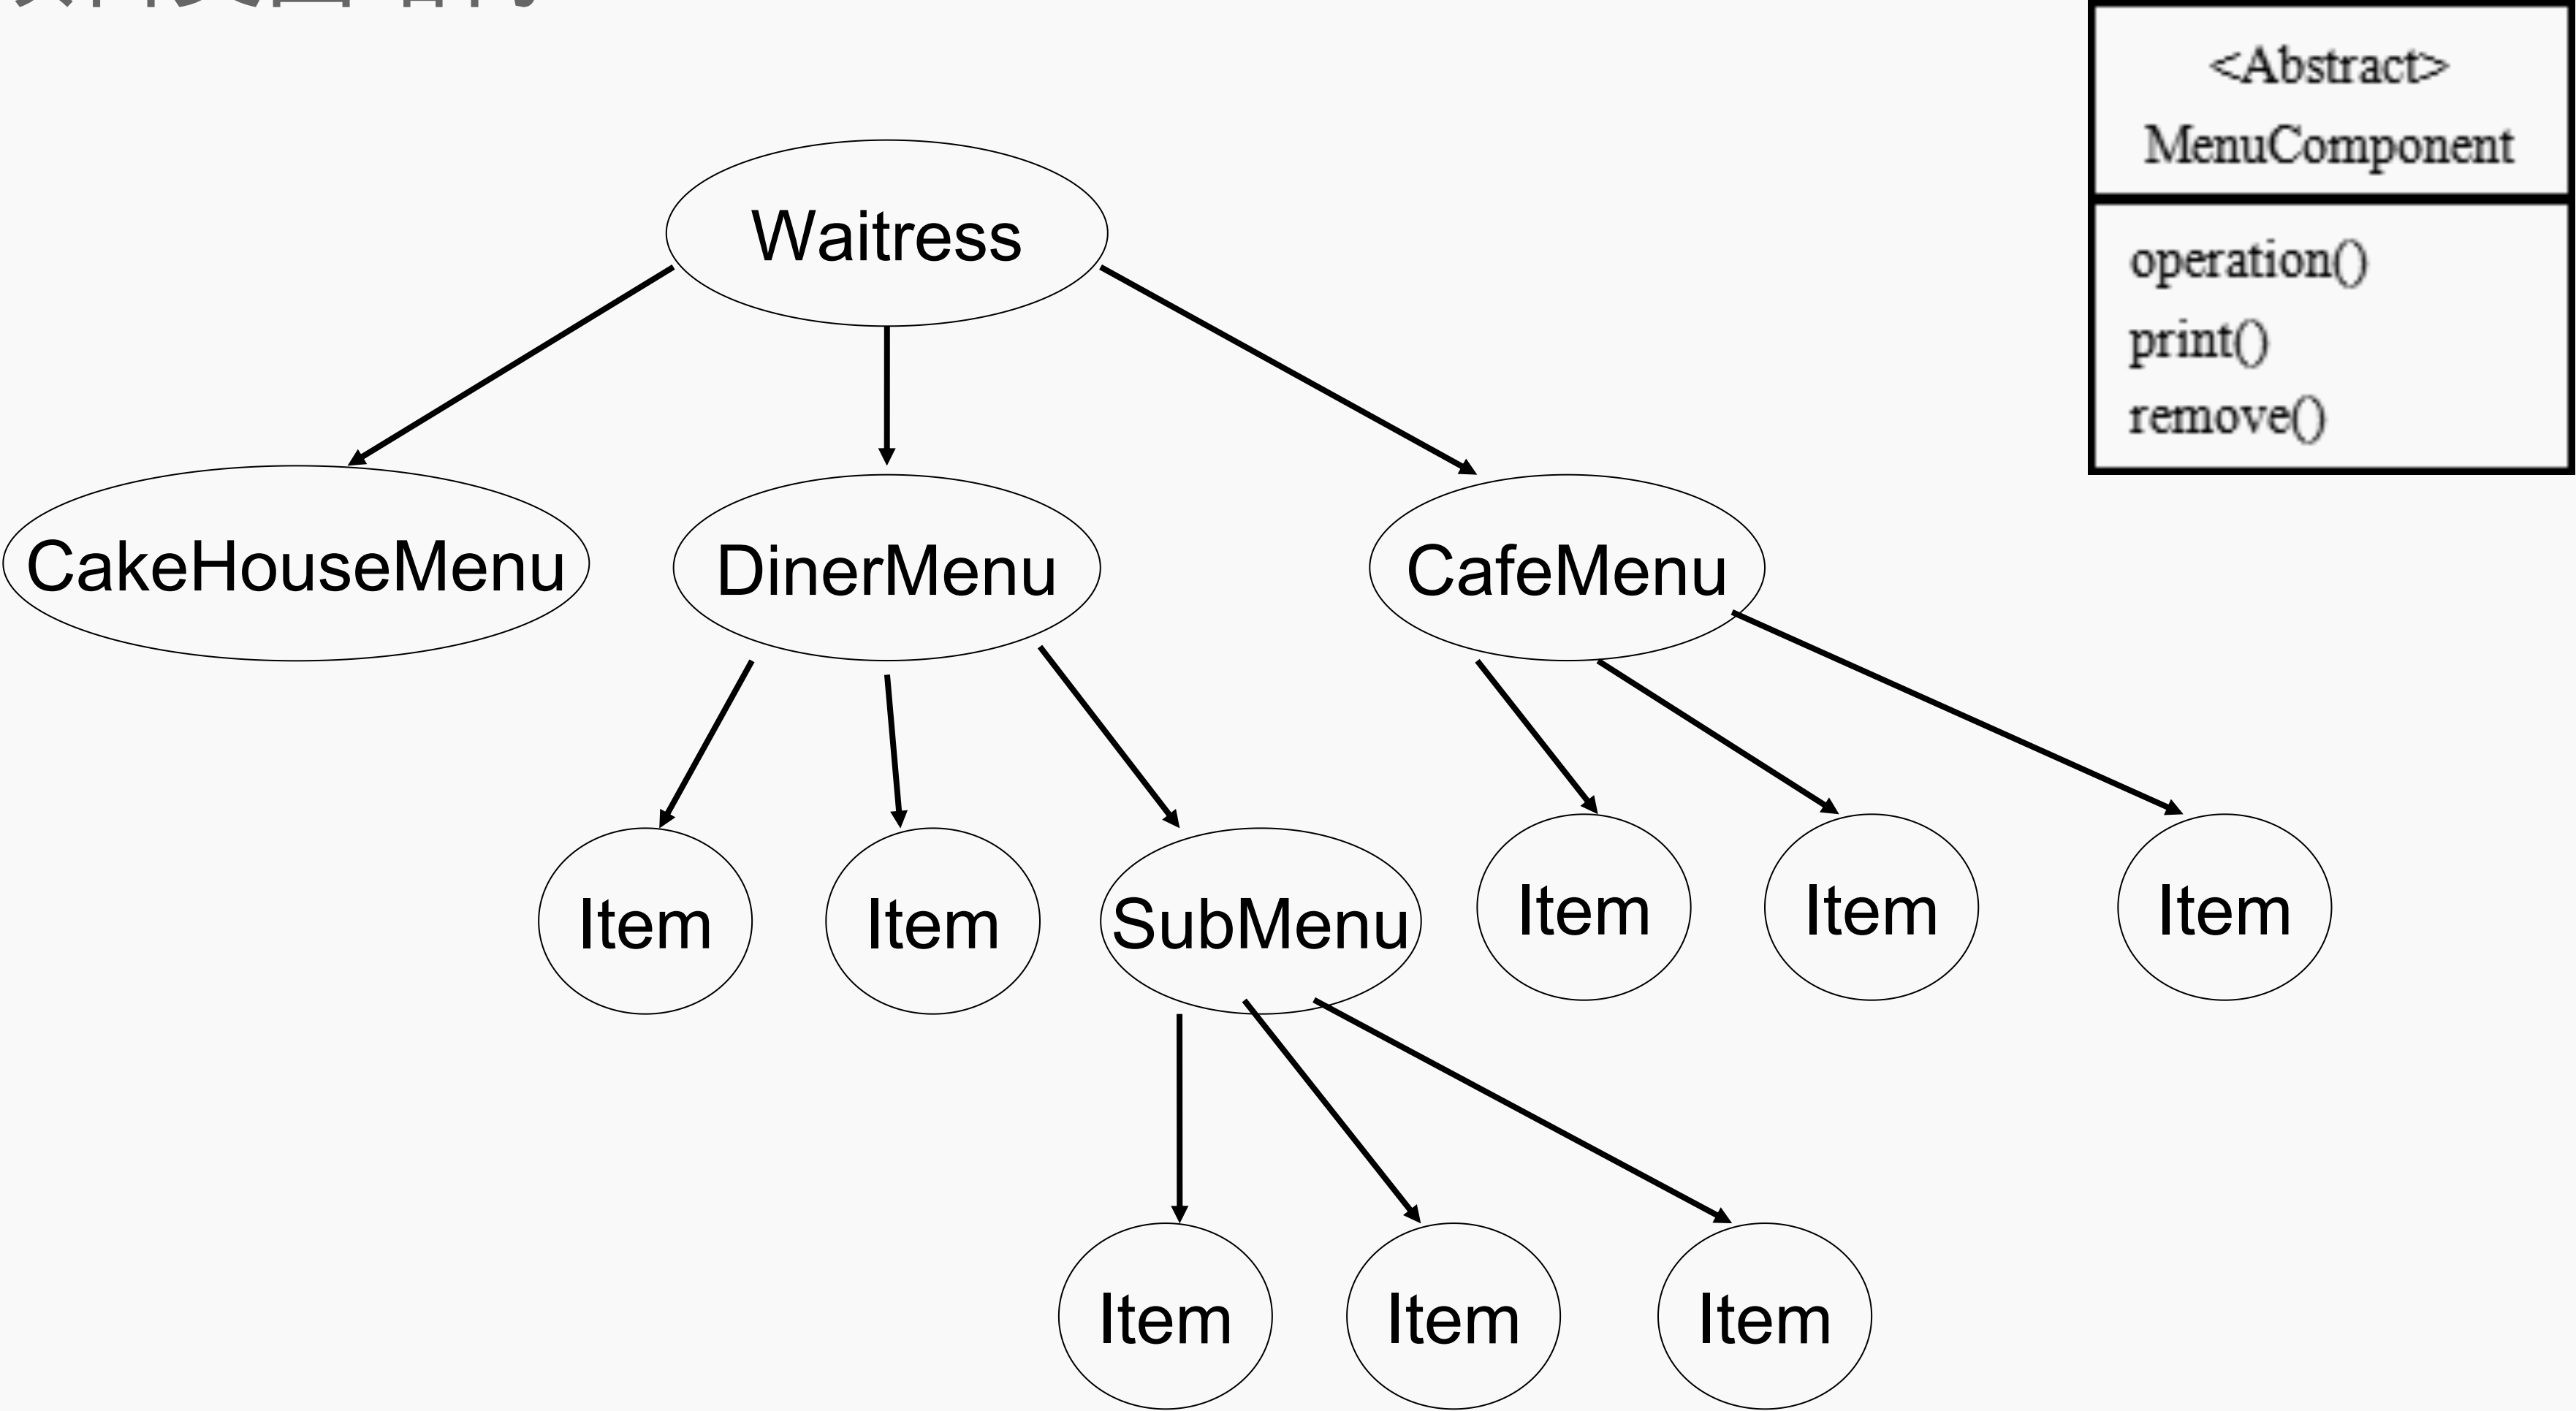 <Abstract>
MenuComponent
operation()
print()
remove()
Waitress
CakeHouseMenu
DinerMenu
CafeMenu
Item
Item
SubMenu
Item
Item
Item
Item
Item
Item